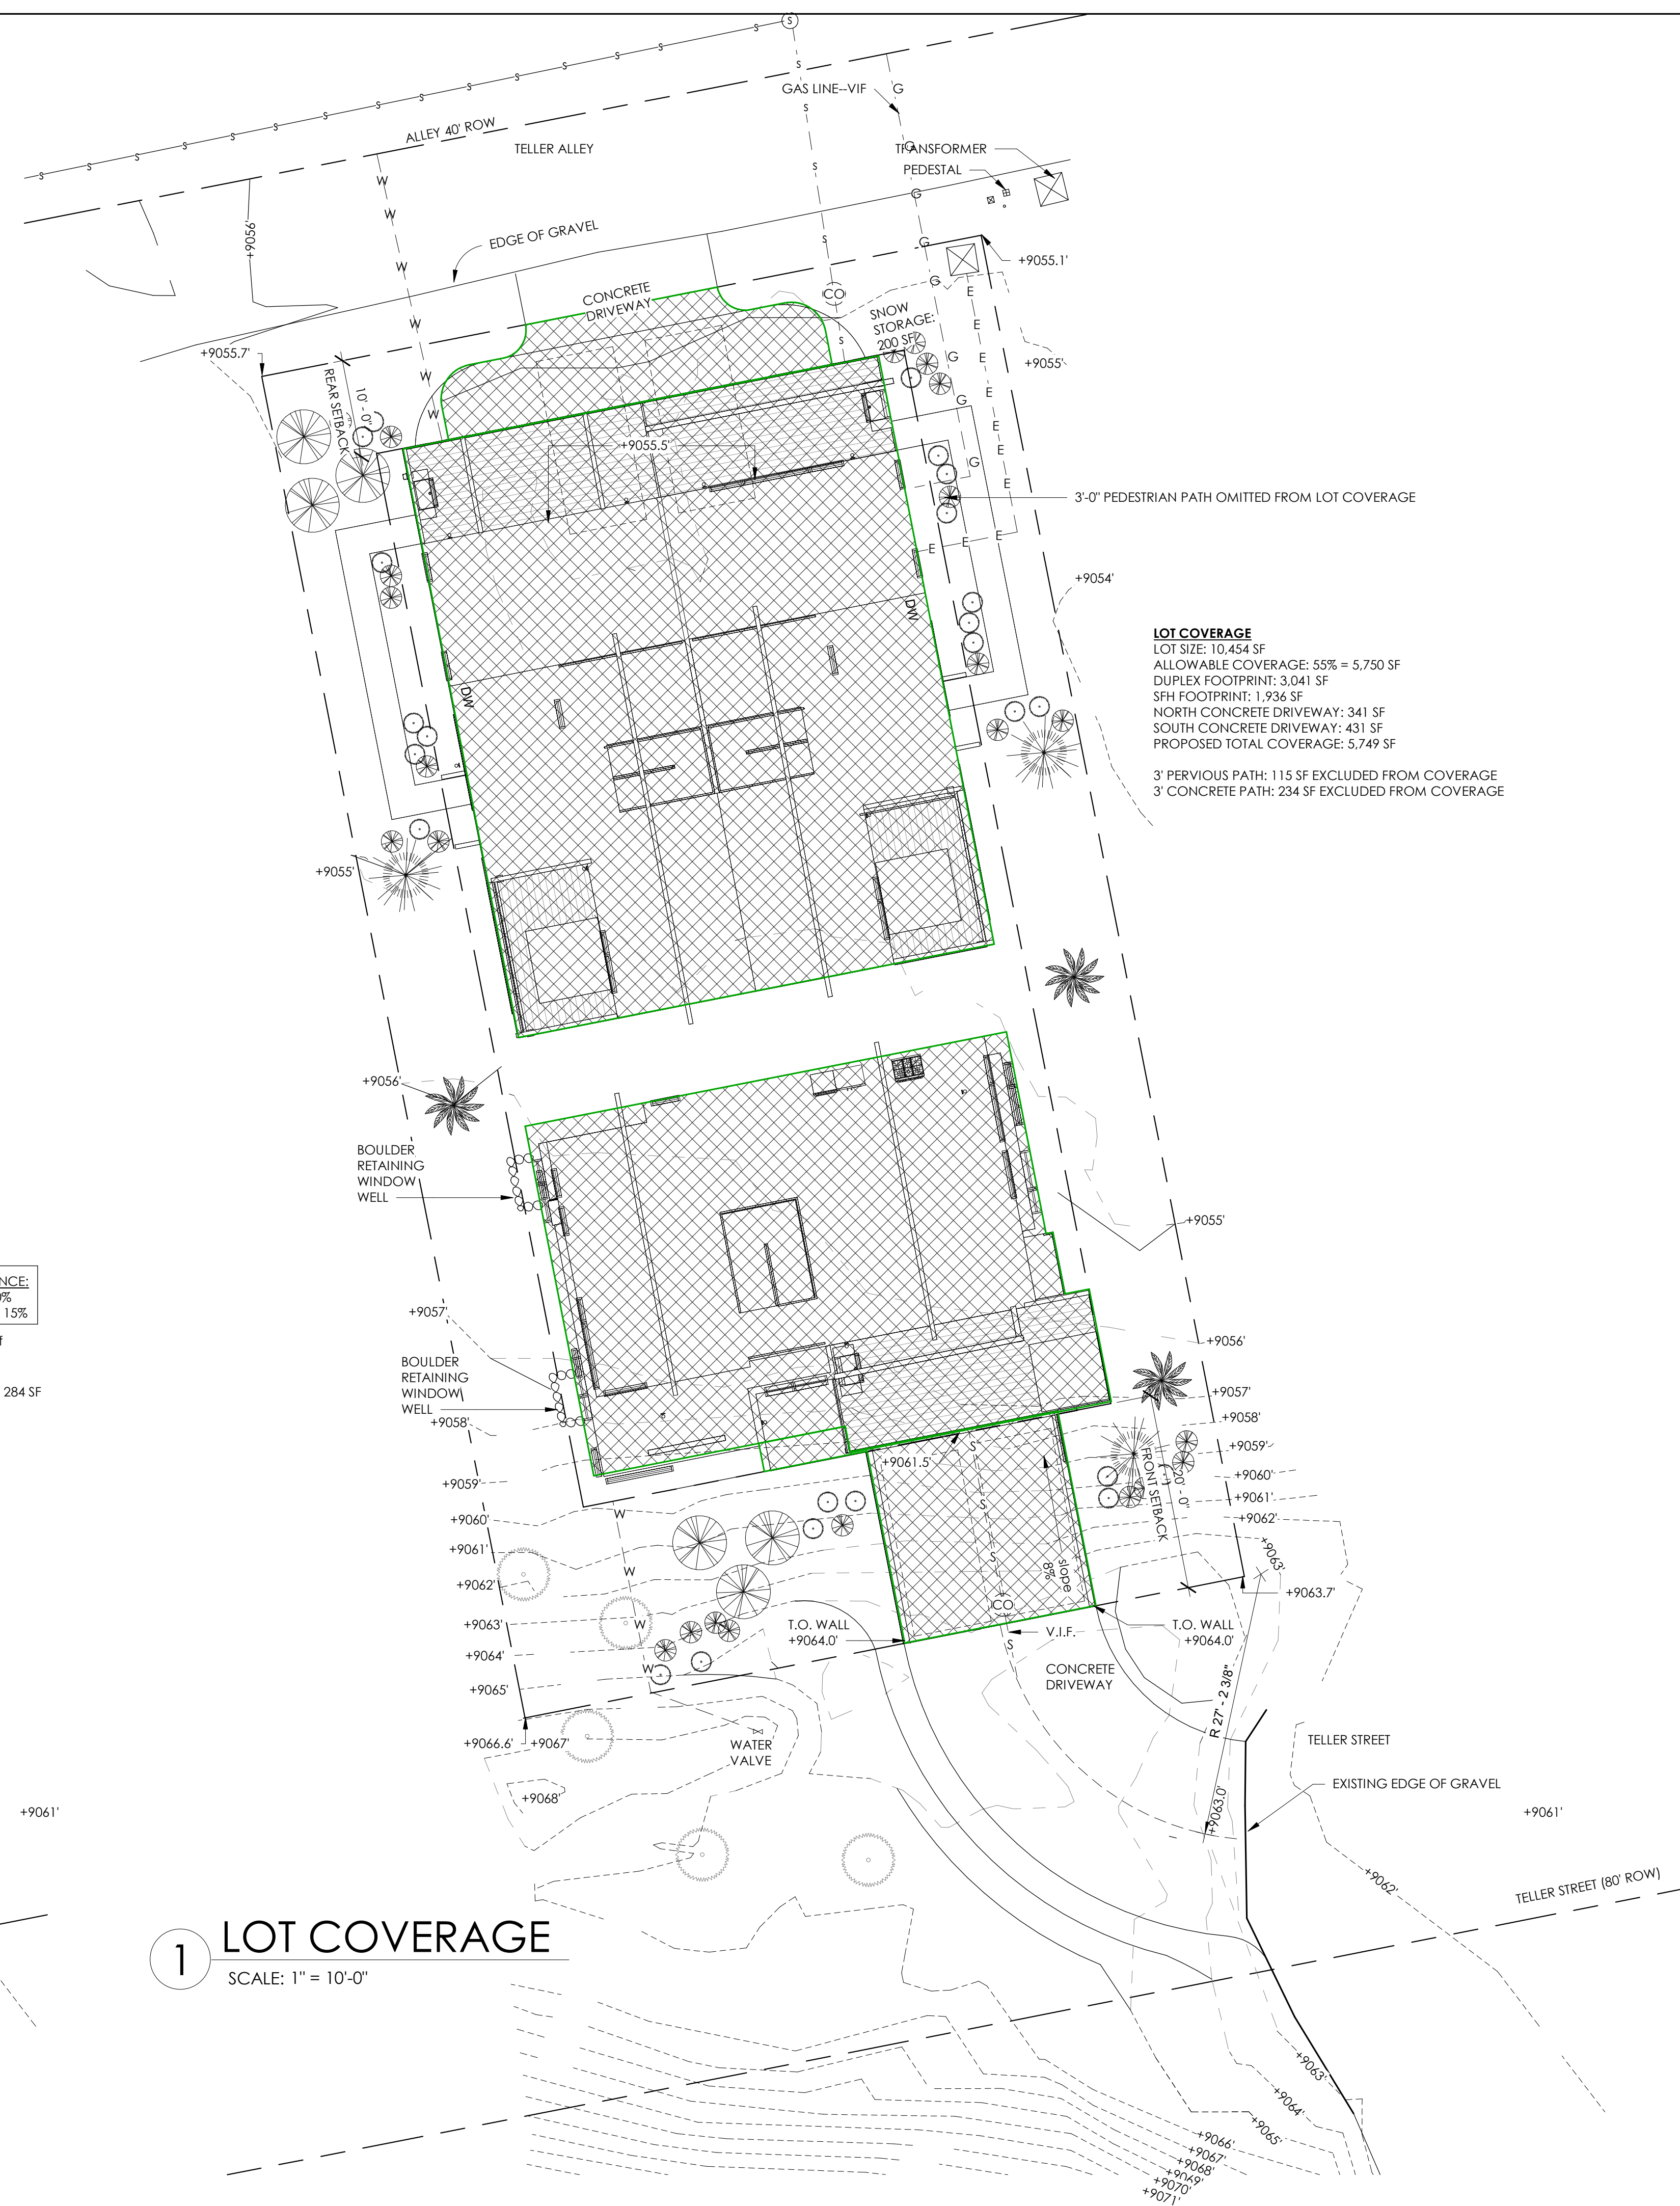 GAS LINE--VIF
G
ALLEY 40' ROW
TELLER ALLEY
TRANSFORMER
PEDESTAL
+9056'
EDGE OF GRAVEL
+9055.1'
CONCRETE
DRIVEWAY
CO
SNOW
STORAGE:
200 SF
+9055.7'
+9055'
10' - 0"
REAR SETBACK
+9055.5'
3'-0" PEDESTRIAN PATH OMITTED FROM LOT COVERAGE
+9054'
DW
DW
LOT COVERAGE
LOT SIZE: 10,454 SF
ALLOWABLE COVERAGE: 55% = 5,750 SF
DUPLEX FOOTPRINT: 3,041 SF
SFH FOOTPRINT: 1,936 SF
NORTH CONCRETE DRIVEWAY: 341 SF
SOUTH CONCRETE DRIVEWAY: 431 SF
PROPOSED TOTAL COVERAGE: 5,749 SF
3' PERVIOUS PATH: 115 SF EXCLUDED FROM COVERAGE
3' CONCRETE PATH: 234 SF EXCLUDED FROM COVERAGE
+9055'
+9056'
BOULDER
RETAINING
WINDOW
WELL
+9055'
NCE:
15%
284 SF
+9057'
+9056'
BOULDER
RETAINING
WINDOW
WELL
+9057'
+9058'
+9058'
+9059'
+9061.5'
+9059'
+9060'
20' - 0"
FRONT SETBACK
+9061'
+9060'
+9062'
+9061'
+9063'
slope
8%
+9062'
+9063.7'
CO
+9063'
T.O. WALL
+9064.0'
V.I.F.
T.O. WALL
+9064.0'
+9064'
CONCRETE
DRIVEWAY
+9065'
R 27' - 2 3/8"
+9066.6'
+9067'
WATER
VALVE
TELLER STREET
EXISTING EDGE OF GRAVEL
+9068'
+9063.0'
+9061'
+9061'
+9062'
TELLER STREET (80' ROW)
1
LOT COVERAGE
SCALE: 1" = 10'-0"
+9063'
+9064'
+9065'
+9066'
+9067'
+9068'
+9069'
+9070'
+9071'